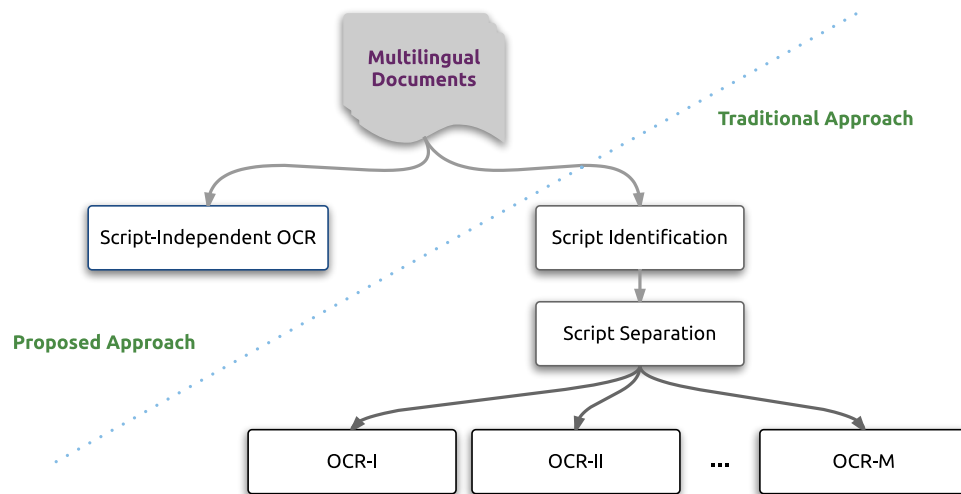 Multilingual
Documents
Traditional Approach
Script-Independent OCR
Script Identification
Script Separation
Proposed Approach
OCR-I
OCR-II
...
OCR-M